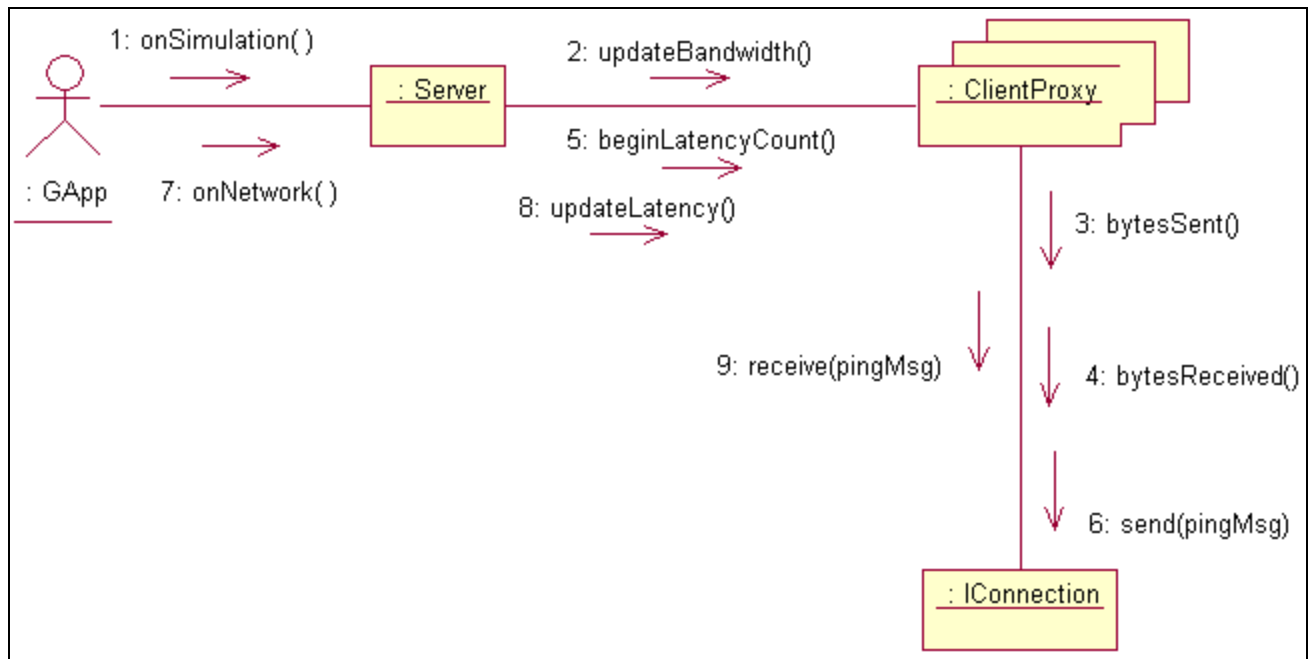 1: onSimulation( )
2: updateBandwidth()
: Server
: ClientProxy
5: beginLatencyCount()
: GApp
7: onNetwork( )
8: updateLatency()
3: bytesSent()
9: receive(pingMsg)
4: bytesReceived()
6: send(pingMsg)
: IConnection